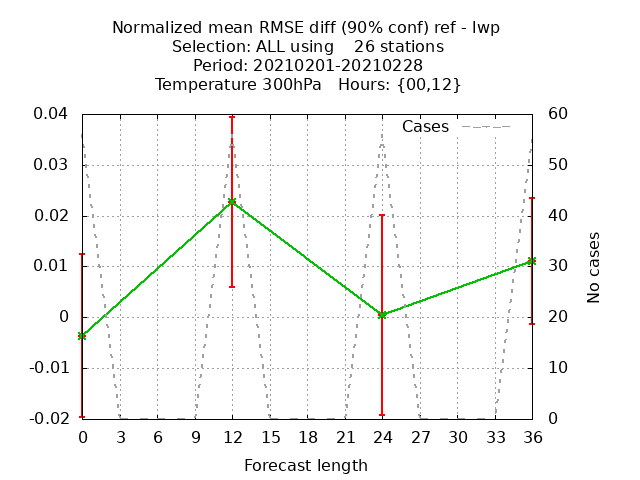 Normalized mean RMSE diff (90% conf) ref - lwp
Selection: ALL using    26 stations
Period: 20210201-20210228
Temperature 300hPa   Hours: {00,12}
Cases
0.04
0.03
0.02
0.01
0
-0.01
-0.02
60
50
40
30
20
10
0
No cases
0 3 6 9 12 15 18 21 24 27 30 33 36
Forecast length